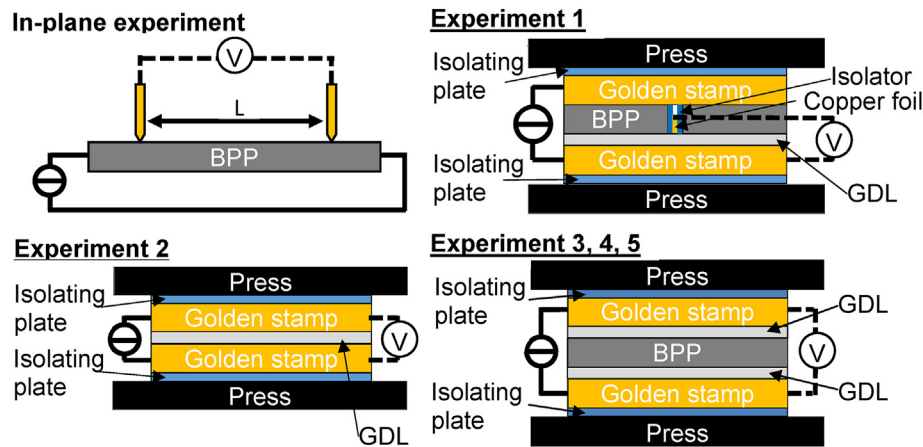 In-plane experiment
V
L
BPP
Experiment 1
Press
Isolating
plate
Golden stamp
Isolator
Copper foil
BPP
V
Isolating
plate
Golden stamp
GDL
Press
Experiment 2
Press
Isolating
plate
Golden stamp
V
Isolating
plate
Golden stamp
Press
GDL
Experiment 3, 4, 5
Press
Isolating
plate
Golden stamp
GDL
BPP
V
GDL
Isolating
plate
Golden stamp
Press